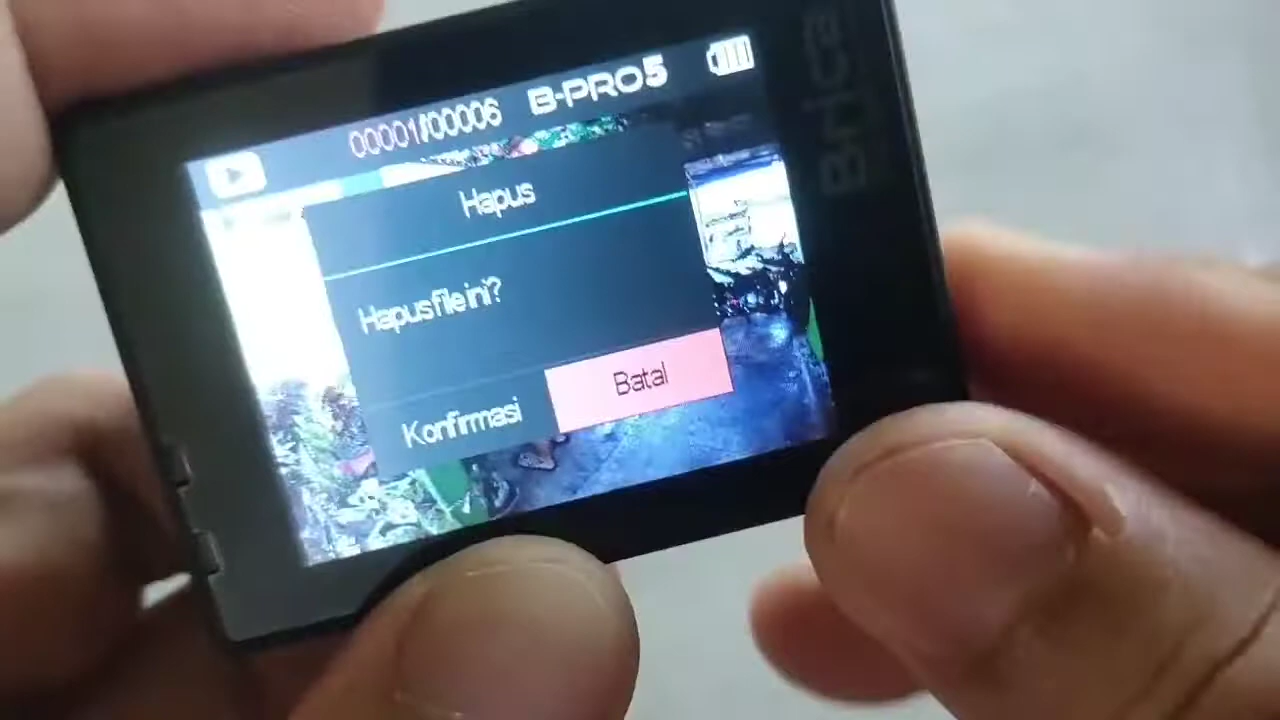 00001/00006 B-PRO5
Brica
Hapus
Hapus file ini?
Konfirmasi Batal